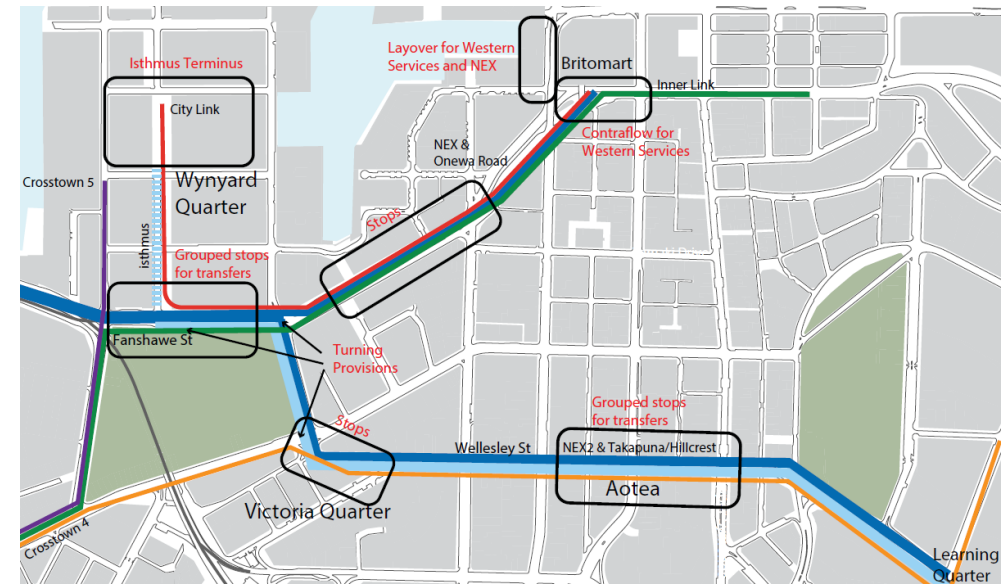 Isthmus Terminus
City Link
Layover for Western
Services and NEX
Britomart
Inner Link
Contraflow for
Western Services
NEX &
Onewa Road
Crosstown 5
Wynyard
Quarter
isthmus
Stops
Grouped stops
for transfers
Fanshawe St
Turning
Provisions
Stops
Grouped stops
for transfers
Wellesley St
NEX2 & Takapuna/Hillcrest
Aotea
Victoria Quarter
Crosstown 4
Learning
Quarter